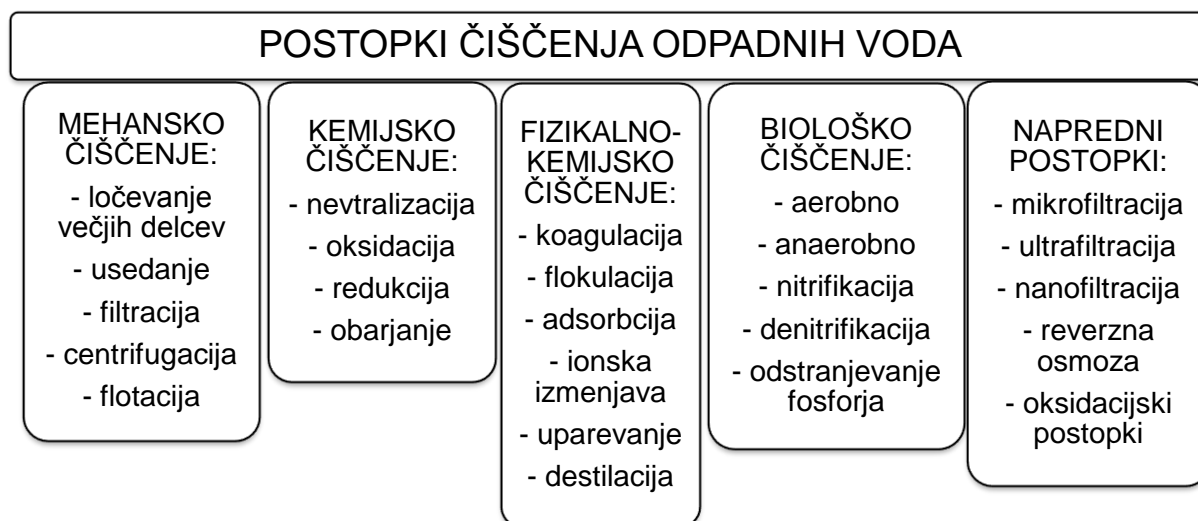 POSTOPKI ČIŠČENJA ODPADNIH VODA
MEHANSKO
ČIŠČENJE:
- ločevanje
večjih delcev
- usedanje
- filtracija
- centrifugacija
- flotacija
KEMIJSKO
ČIŠČENJE:
- nevtralizacija
- oksidacija
- redukcija
- obarjanje
FIZIKALNO-
KEMIJSKO
ČIŠČENJE:
- koagulacija
- flokulacija
- adsorbcija
- ionska
izmenjava
- uparevanje
- destilacija
BIOLOŠKO
ČIŠČENJE:
- aerobno
- anaerobno
- nitrifikacija
- denitrifikacija
- odstranjevanje
fosforja
NAPREDNI
POSTOPKI:
- mikrofiltracija
- ultrafiltracija
- nanofiltracija
- reverzna
osmoza
- oksidacijski
postopki